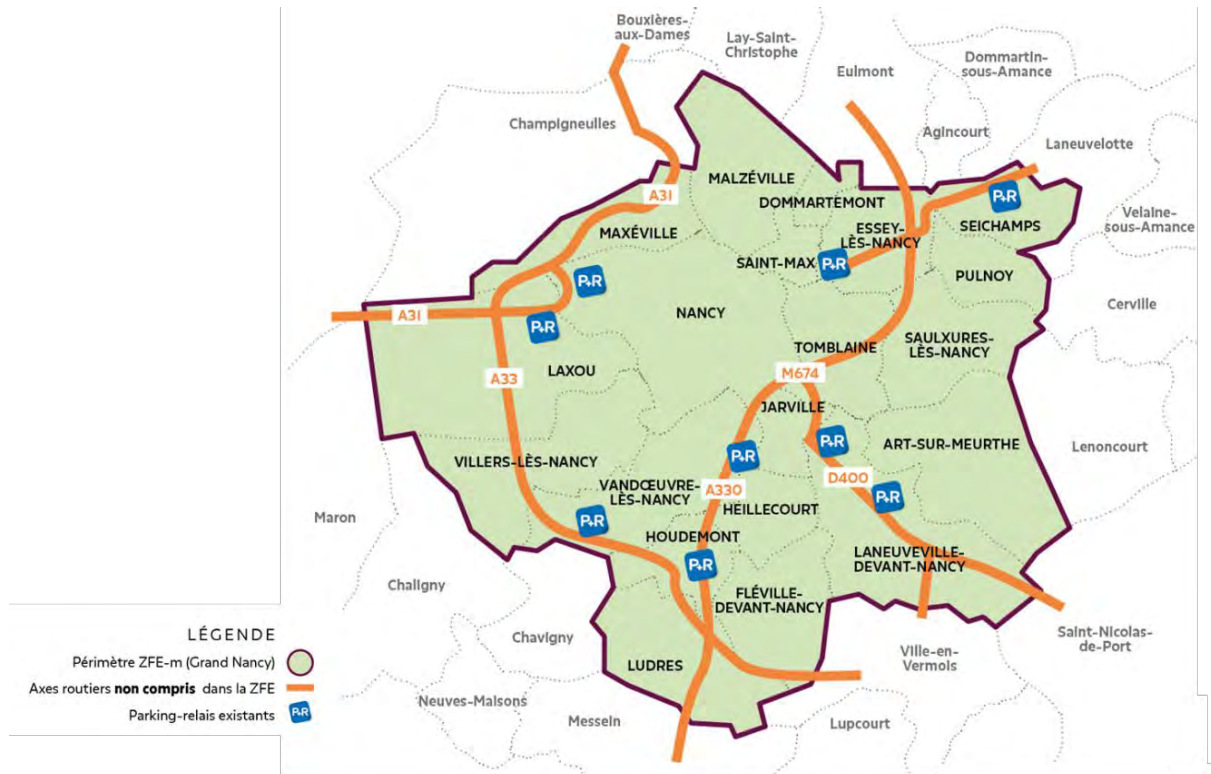 Bouxières-
aux-Dames
Lay-Saint-
Christophe
Eulmont
Dommartin-
sous-Amance
Champigneulles
Agincourt
Laneuvelotte
MALZÉVILLE
A31
P+R
DOMMARTEMONT
SEICHAMPS
Velaine-
sous-Amance
MAXÉVILLE
ESSEY-
LÈS-NANCY
SAINT-MAX
P+R
PULNOY
P+R
Cerville
A31
NANCY
P+R
TOMBLAINE
SAULXURES-
LÈS-NANCY
A33
LAXOU
M674
JARVILLE
P+R
ART-SUR-MEURTHE
Lenoncourt
VILLERS-LÈS-NANCY
P+R
D400
VANDŒUVRE-
LÈS-NANCY
A330
P+R
HEILLECOURT
Maron
P+R
HOUDEMONT
LANEUVEVILLE-
DEVANT-NANCY
P+R
Chaligny
FLÉVILLE-
DEVANT-NANCY
Chavigny
Ville-en-
Vermois
Saint-Nicolas-
de-Port
LUDRES
Neuves-Maisons
Messein
Lupcourt
LÉGENDE
Périmètre ZFE-m (Grand Nancy)
Axes routiers non compris dans la ZFE
Parking-relais existants
P+R